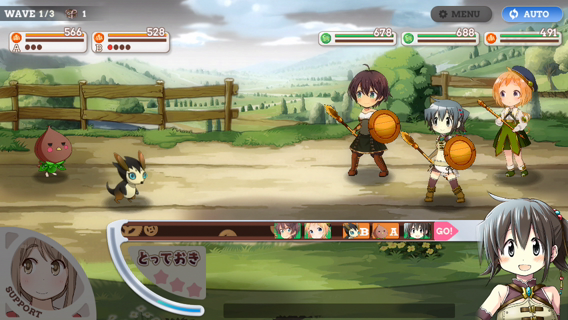 WAVE 1/3 1
MENU
AUTO
566
A
528
B
678
688
491
B
A
GO!
とっておき
SUPPORT